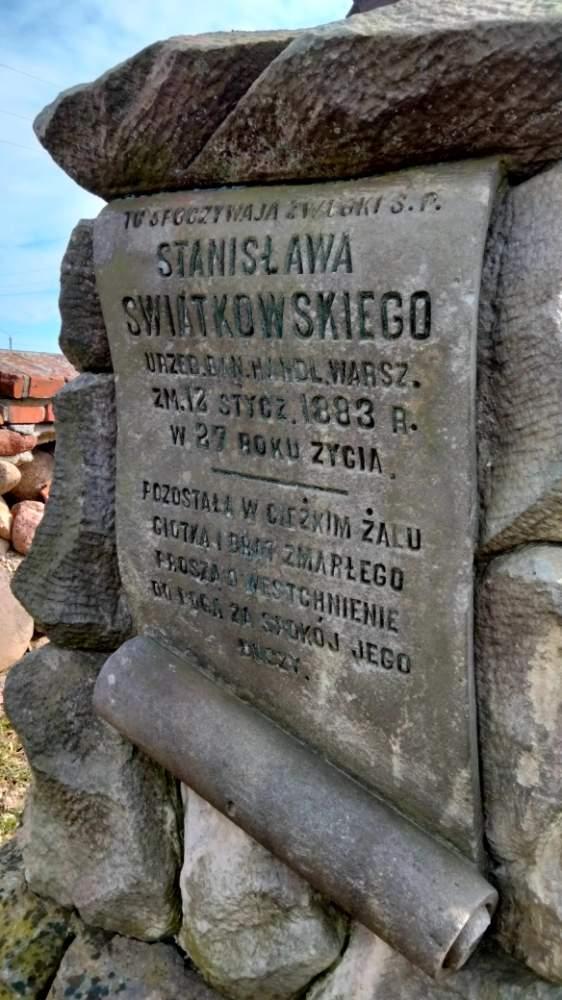 TU SPOCZYWAJĄ ZWŁOKI Ś.P.
STANISŁAWA
ŚWIĄTKOWSKIEGO
URZĘD. BAN. HANDL. WARSZ.
ZM. 12 STYCZ. 1893 R.
W 27 ROKU ŻYCIA.
POZOSTAŁA W CIĘŻKIM ŻALU
CIOTKA I BRAT ZMARŁEGO
PROSZĄ O WESTCHNIENIE
DO BOGA ZA SPOKÓJ JEGO
DUSZY.